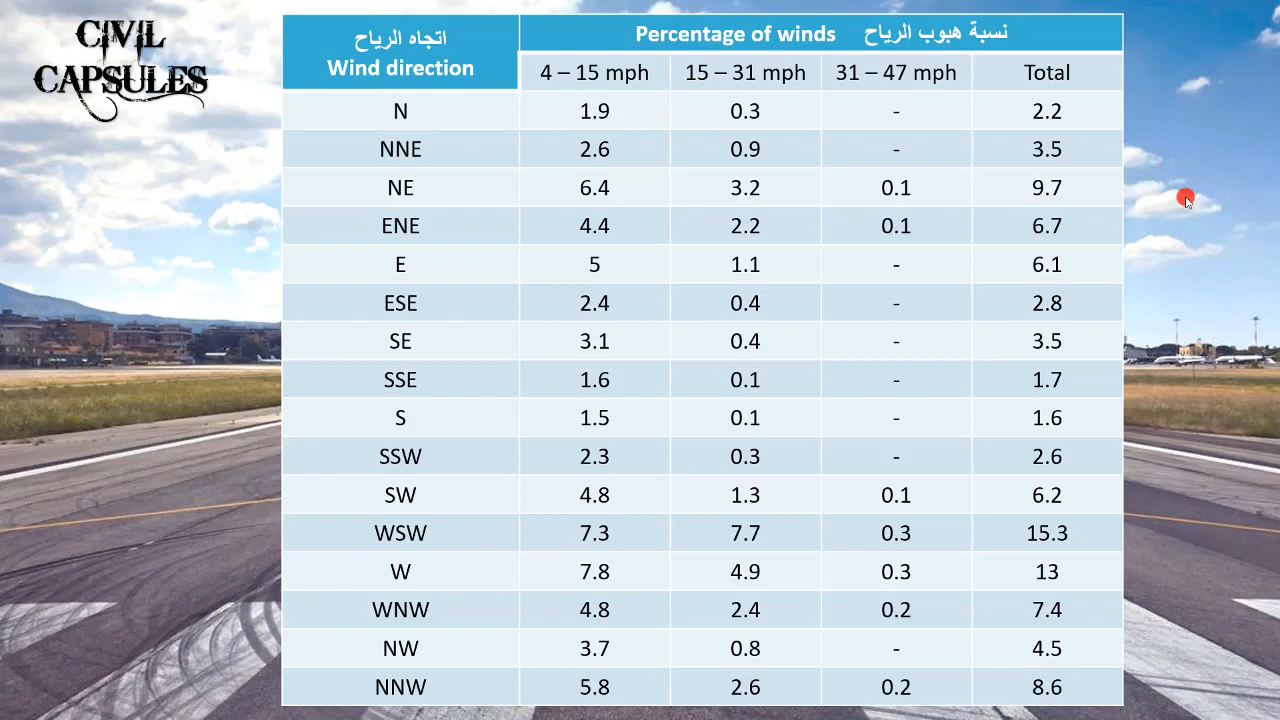 CIVIL
CAPSULES
اتجاه الرياح
Wind direction
Percentage of winds نسبة هبوب الرياح
4 – 15 mph 15 – 31 mph 31 – 47 mph Total
N 1.9 0.3 - 2.2
NNE 2.6 0.9 - 3.5
NE 6.4 3.2 0.1 9.7
ENE 4.4 2.2 0.1 6.7
E 5 1.1 - 6.1
ESE 2.4 0.4 - 2.8
SE 3.1 0.4 - 3.5
SSE 1.6 0.1 - 1.7
S 1.5 0.1 - 1.6
SSW 2.3 0.3 - 2.6
SW 4.8 1.3 0.1 6.2
WSW 7.3 7.7 0.3 15.3
W 7.8 4.9 0.3 13
WNW 4.8 2.4 0.2 7.4
NW 3.7 0.8 - 4.5
NNW 5.8 2.6 0.2 8.6